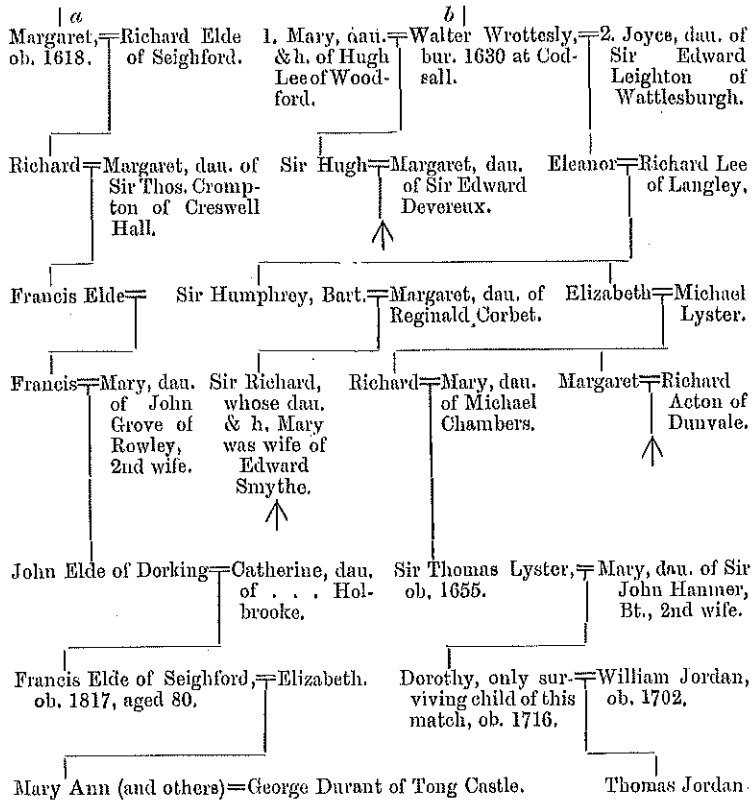 a b
Margaret, Richard Elde 1. Mary, dau. Walter Wrottesly, 2. Joyce, dau. of
ob. 1618. of Seighford. & h. of Hugh bur. 1630 at Cod- Sir Edward
Lee of Wood- sall. Leighton of
ford. Wattlesburgh.
Richard Margaret, dau. of Sir Hugh Margaret, dau. Eleanor Richard Lee
Sir Thos. Cromp- of Sir Edward of Langley.
ton of Creswell Devereux.
Hall.
Francis Elde Sir Humphrey, Bart. Margaret, dau. of Elizabeth Michael
Reginald Corbet. Lyster.
Francis Mary, dau. Sir Richard, Richard Mary, dau. Margaret Richard
of John whose dau. of Michael Acton of
Grove of & h. Mary Chambers. Dunvale.
Rowley, was wife of
2nd wife. Edward
Smythe.
John Elde of Dorking Catherine, dau. Sir Thomas Lyster, Mary, dau. of Sir
of . . . Hol- ob. 1655. John Hanmer,
brooke. Bt., 2nd wife.
Francis Elde of Seighford, Elizabeth. Dorothy, only sur- William Jordan,
ob. 1817, aged 80. viving child of this ob. 1702.
match, ob. 1716.
Mary Ann (and others)=George Durant of Tong Castle. Thomas Jordan